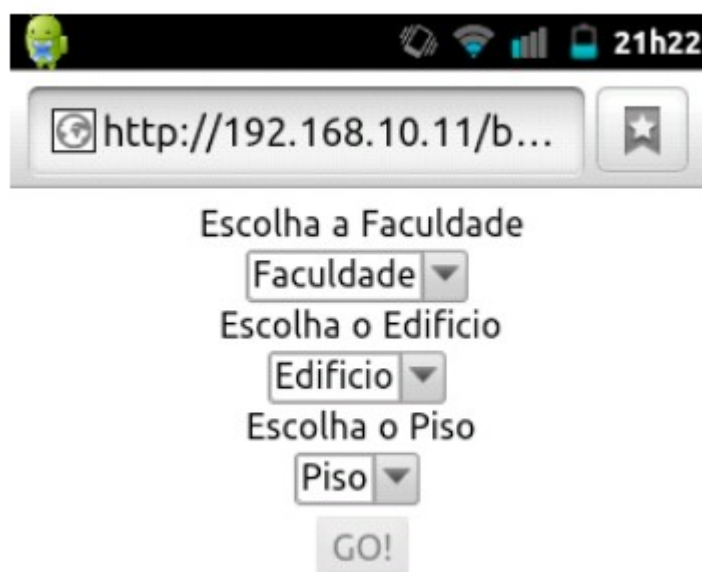 21h22
http://192.168.10.11/b...
Escolha a Faculdade
Faculdade
Escolha o Edificio
Edificio
Escolha o Piso
Piso
GO!